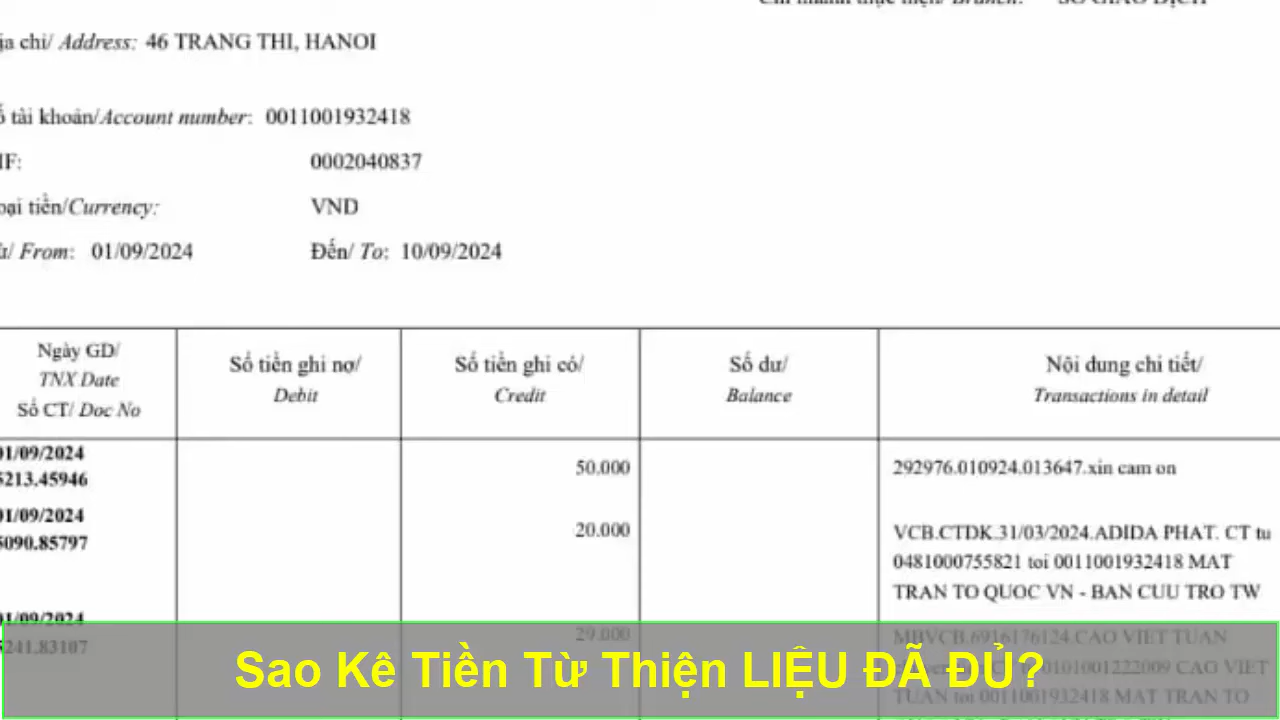 ịa chỉ/ Address: 46 TRANG THI, HANOI
ố tài khoản/Account number: 0011001932418
IF: 0002040837
oại tiền/Currency: VND
ừ/ From: 01/09/2024 Đến/ To: 10/09/2024
Ngày GD/
TNX Date
Số CT/ Doc No
Số tiền ghi nợ/
Debit
Số tiền ghi có/
Credit
Số dư/
Balance
Nội dung chi tiết/
Transactions in detail
01/09/2024
5213.45946
50.000
292976.010924.013647.xin cam on
01/09/2024
5090.85797
20.000
VCB.CTDK.31/03/2024.ADIDA PHAT. CT tu
0481000755821 toi 0011001932418 MAT
TRAN TO QUOC VN - BAN CUU TRO TW
01/09/2024
5241.83107
29.000
MBVCB.6916176124.CAO VIET TUAN
0101001222009 CAO VIET
TUAN toi 0011001932418 MAT TRAN TO
Sao Kê Tiền Từ Thiện LIỆU ĐÃ ĐỦ?